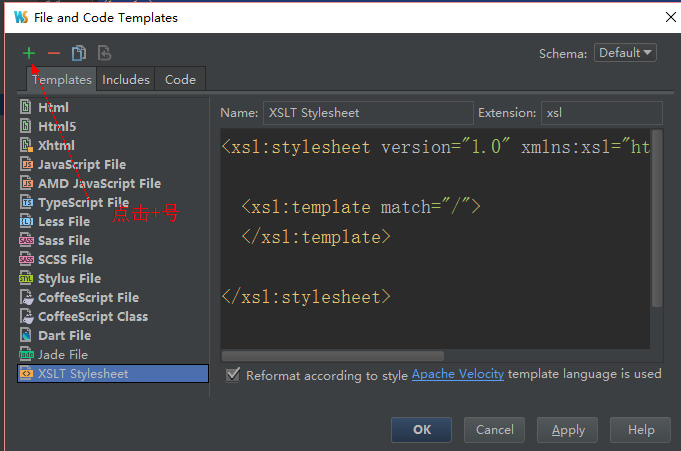 File and Code Templates
Schema: Default
Templates Includes Code
Html
Html5
Xhtml
JavaScript File
AMD JavaScript File
TypeScript File
Less File
Sass File
SCSS File
Stylus File
CoffeeScript File
CoffeeScript Class
Dart File
Jade File
XSLT Stylesheet
点击+号
Name: XSLT Stylesheet Extension: xsl
<xsl:stylesheet version="1.0" xmlns:xsl="ht
<xsl:template match="/">
</xsl:template>
</xsl:stylesheet>
Reformat according to style Apache Velocity template language is used
OK Cancel Apply Help